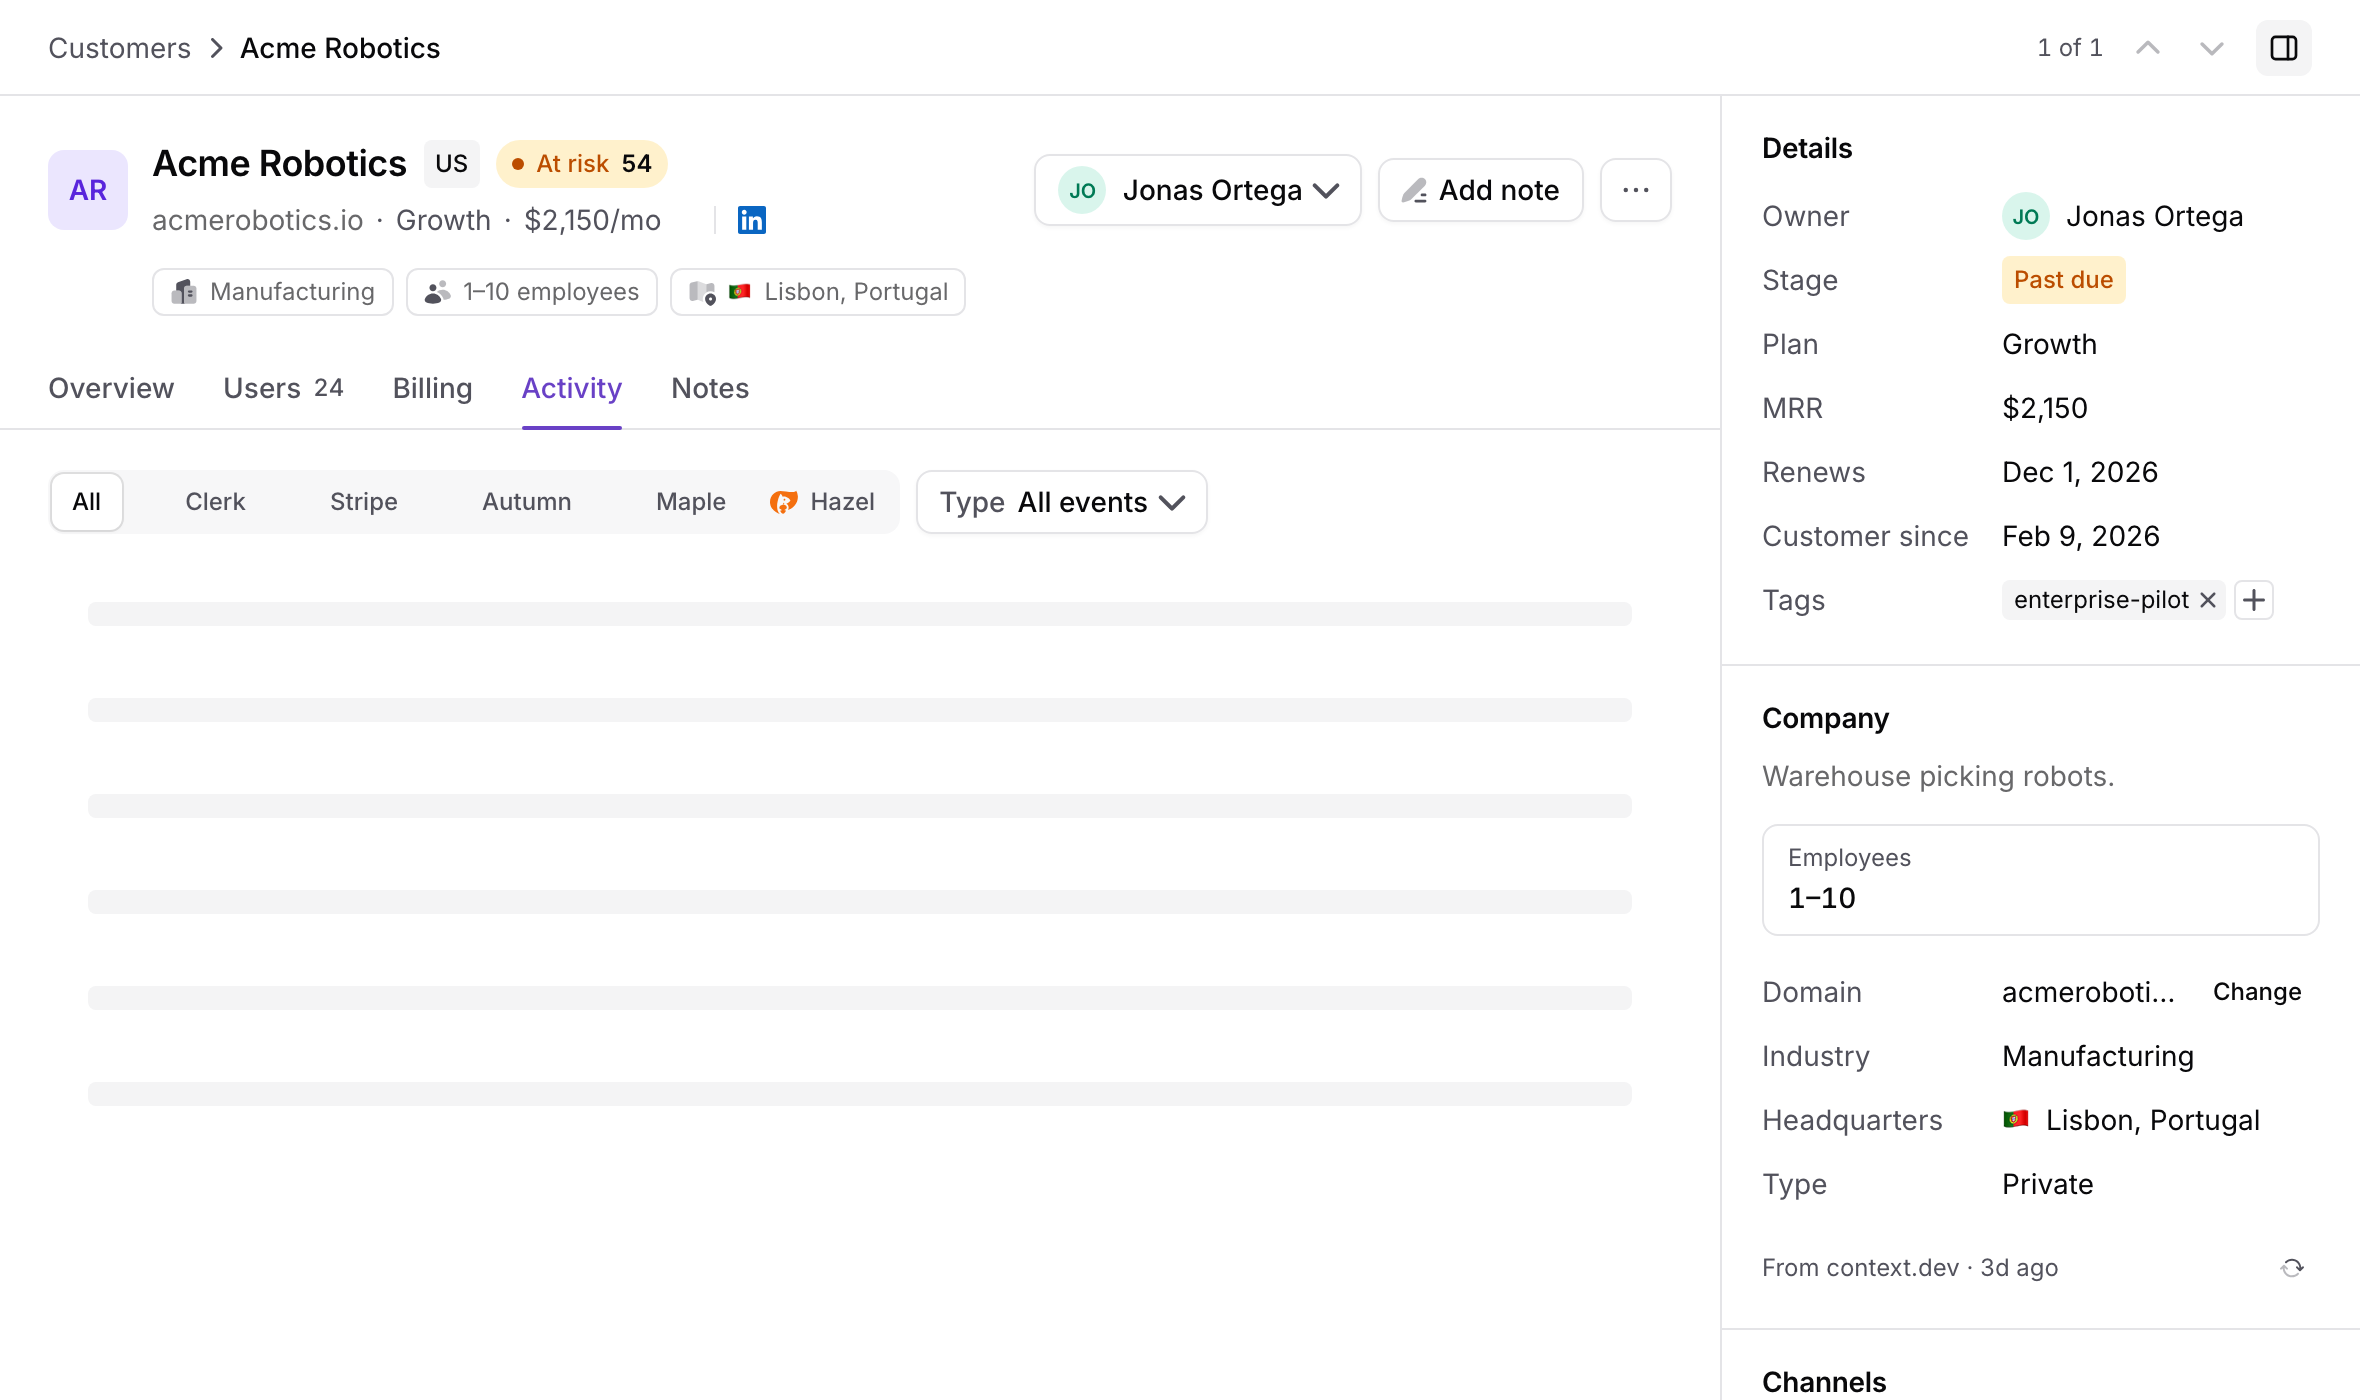 Customers > Acme Robotics
1 of 1
AR
Acme Robotics US At risk 54
acmerobotics.io · Growth · $2,150/mo in
Manufacturing 1–10 employees Lisbon, Portugal
JO Jonas Ortega Add note ...
Overview Users 24 Billing Activity Notes
All Clerk Stripe Autumn Maple Hazel Type All events
Details
Owner JO Jonas Ortega
Stage Past due
Plan Growth
MRR $2,150
Renews Dec 1, 2026
Customer since Feb 9, 2026
Tags enterprise-pilot
Company
Warehouse picking robots.
Employees
1–10
Domain acmeroboti... Change
Industry Manufacturing
Headquarters Lisbon, Portugal
Type Private
From context.dev · 3d ago
Channels